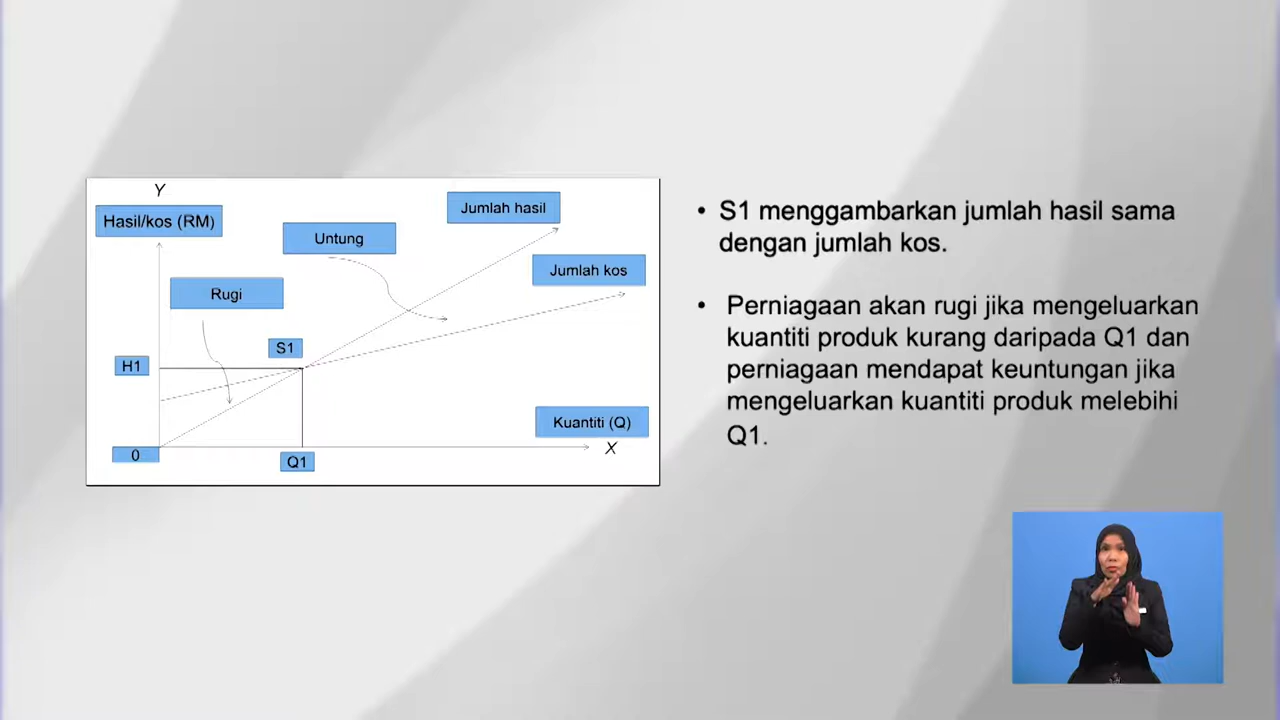 Y
Hasil/kos (RM)
Jumlah hasil
Untung
Jumlah kos
Rugi
S1
H1
Kuantiti (Q)
X
0
Q1
• S1 menggambarkan jumlah hasil sama
dengan jumlah kos.
• Perniagaan akan rugi jika mengeluarkan
kuantiti produk kurang daripada Q1 dan
perniagaan mendapat keuntungan jika
mengeluarkan kuantiti produk melebihi
Q1.